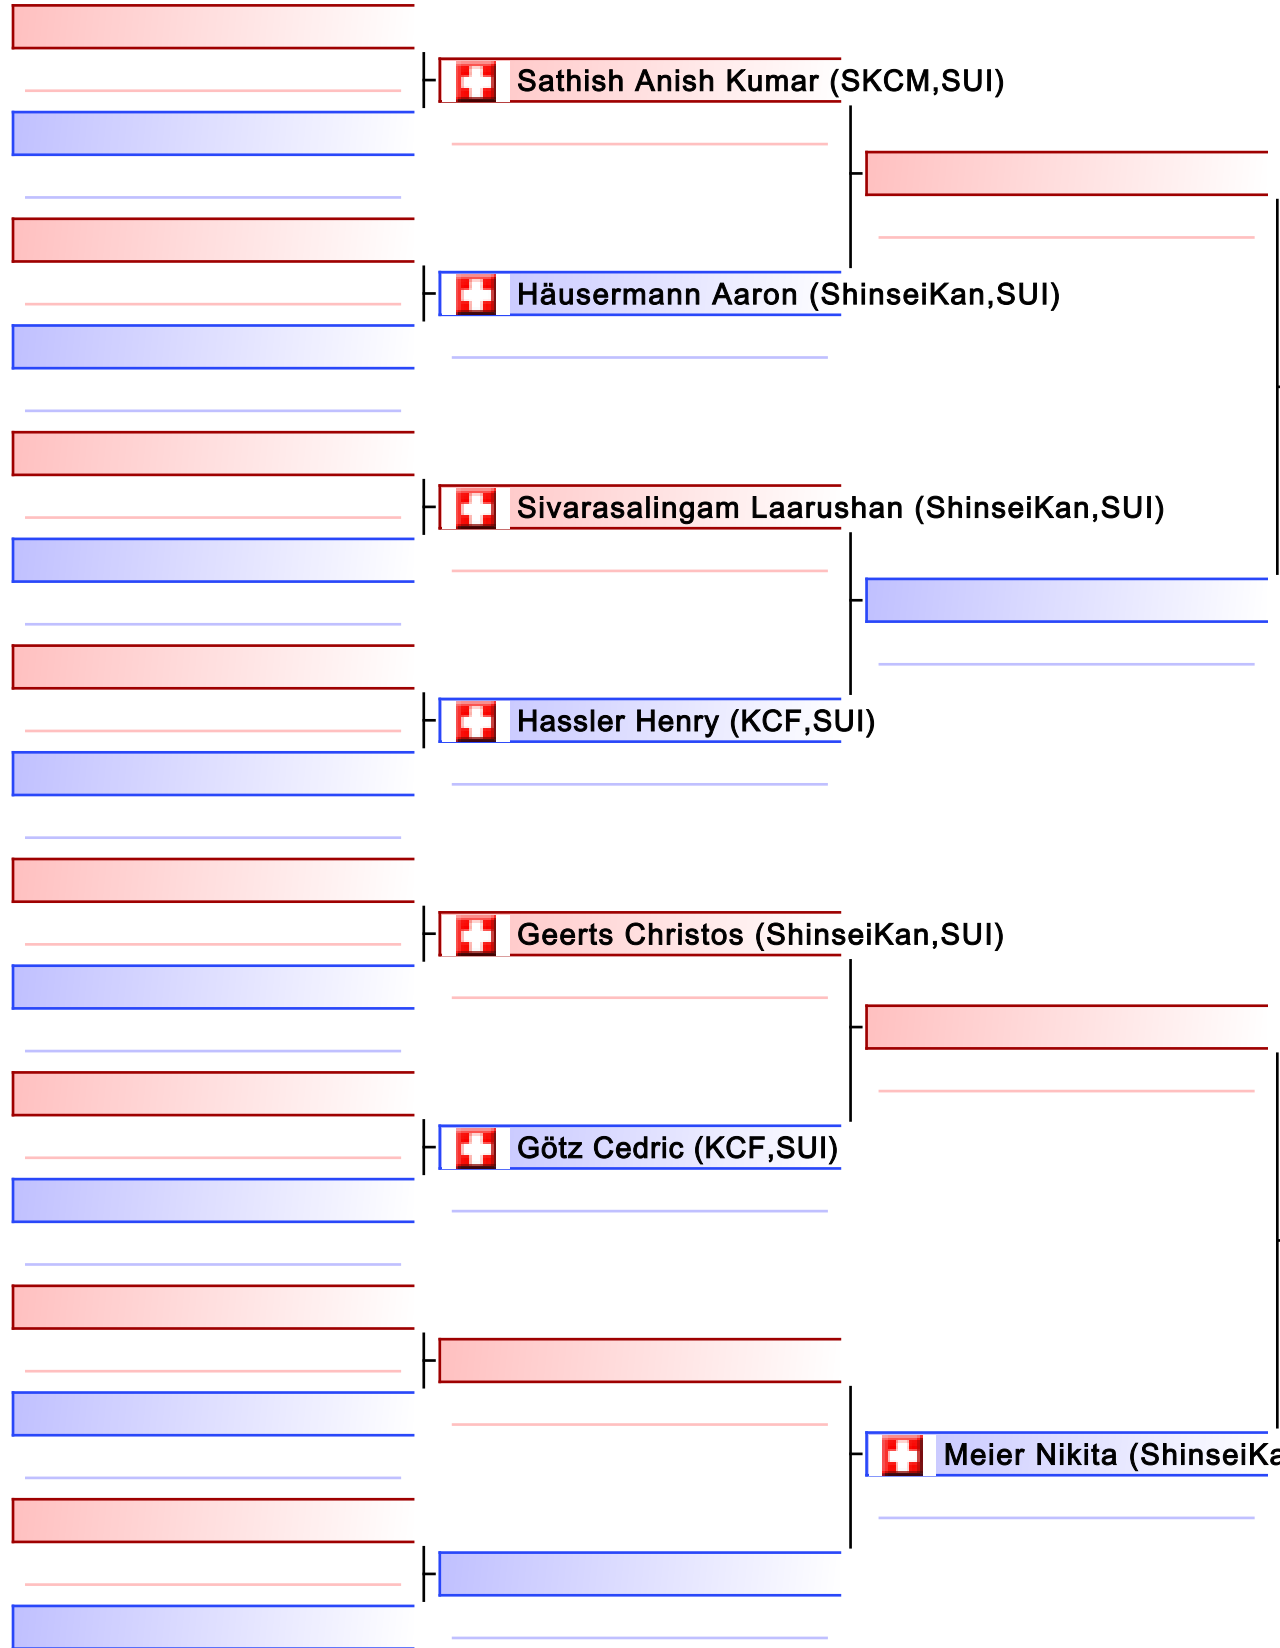 Sathish Anish Kumar (SKCM,SUI)
Häusermann Aaron (ShinseiKan,SUI)
Sivarasalingam Laarushan (ShinseiKan,SUI)
Hassler Henry (KCF,SUI)
Geerts Christos (ShinseiKan,SUI)
Götz Cedric (KCF,SUI)
Meier Nikita (ShinseiKa